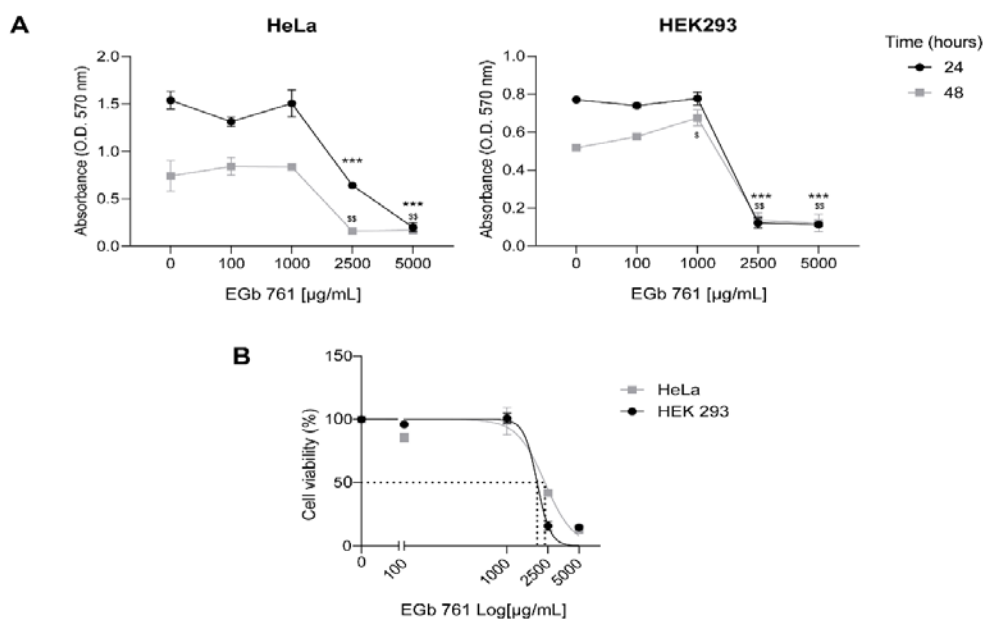 A
HeLa
Absorbance (O.D. 570 nm)
2.0
1.5
1.0
0.5
0.0
***
$$
***
$$
0 100 1000 2500 5000
EGb 761 [µg/mL]
HEK293
Absorbance (O.D. 570 nm)
1.0
0.8
0.6
0.4
0.2
0.0
$
***
$$
***
$$
0 100 1000 2500 5000
EGb 761 [µg/mL]
Time (hours)
24
48
B
Cell viability (%)
150
100
50
0
0 100 1000 2500 5000
EGb 761 Log[µg/mL]
HeLa
HEK 293